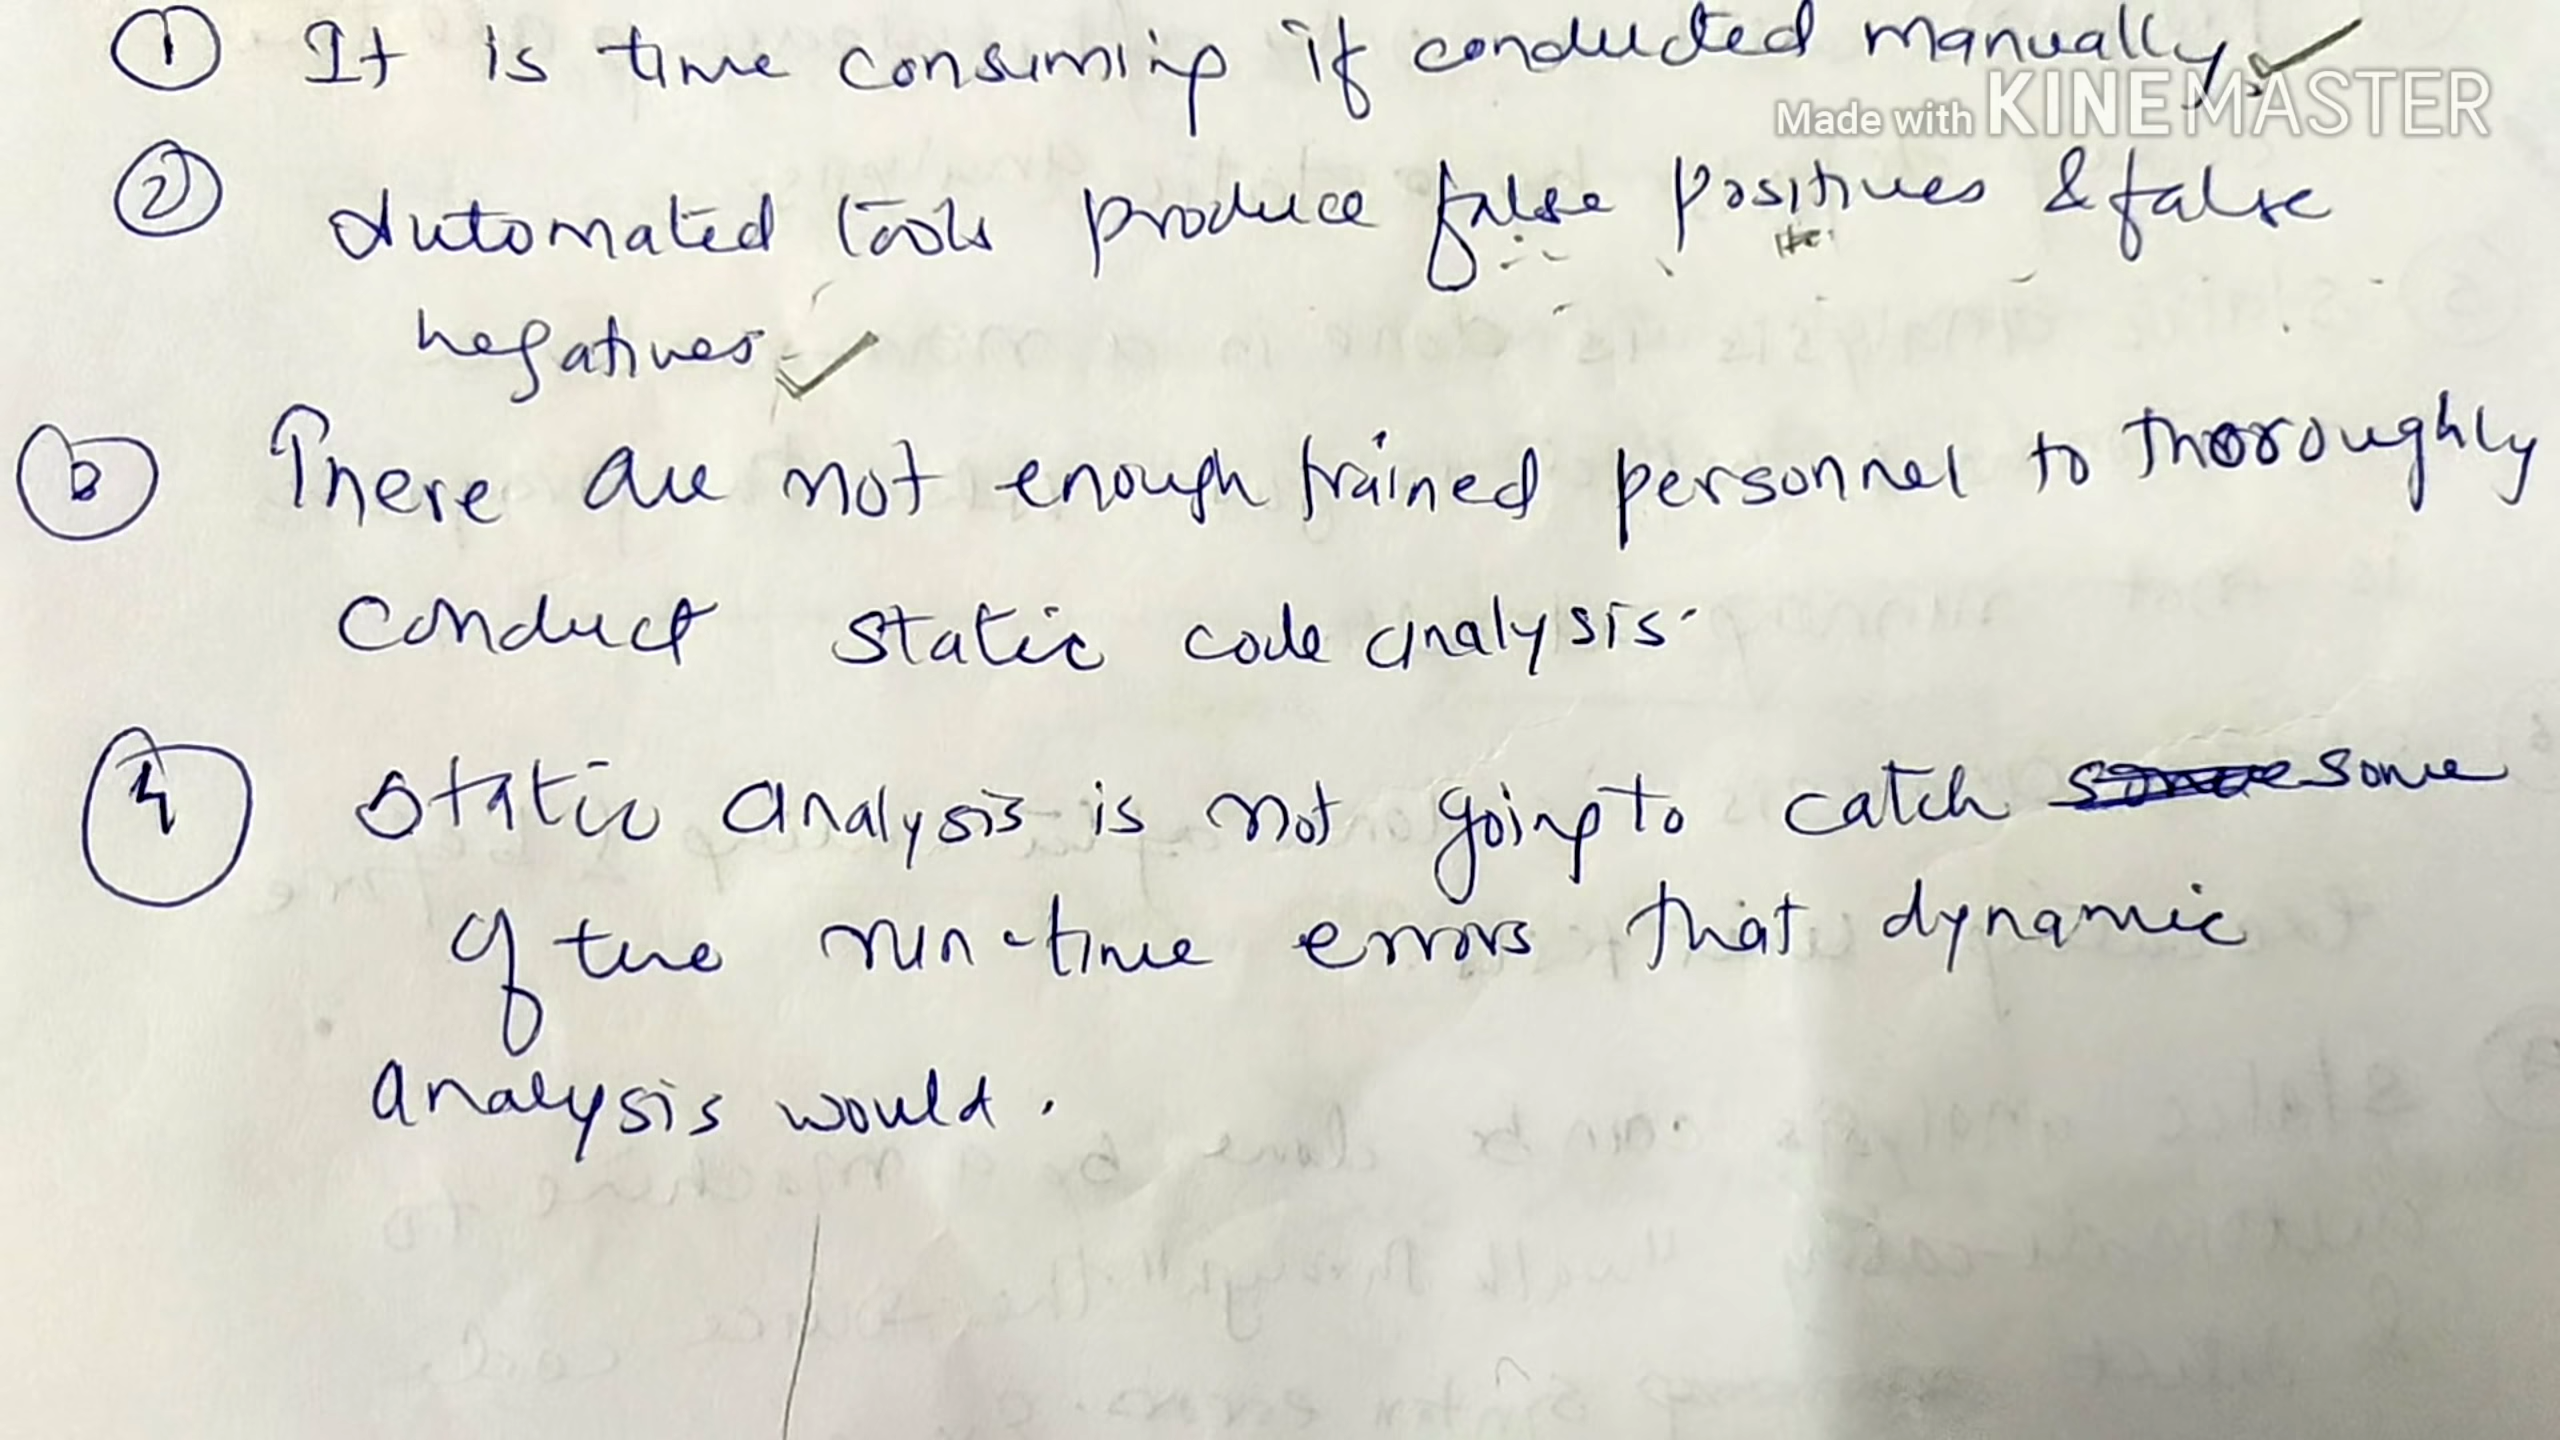 ① It is time consuming if conducted manually.
Made with KINEMASTER
② Automated tools produce false positives & false
negatives.
③ There are not enough trained personnel to thoroughly
conduct static code analysis.
④ Static analysis is not going to catch some
of the run-time errors that dynamic
analysis would.